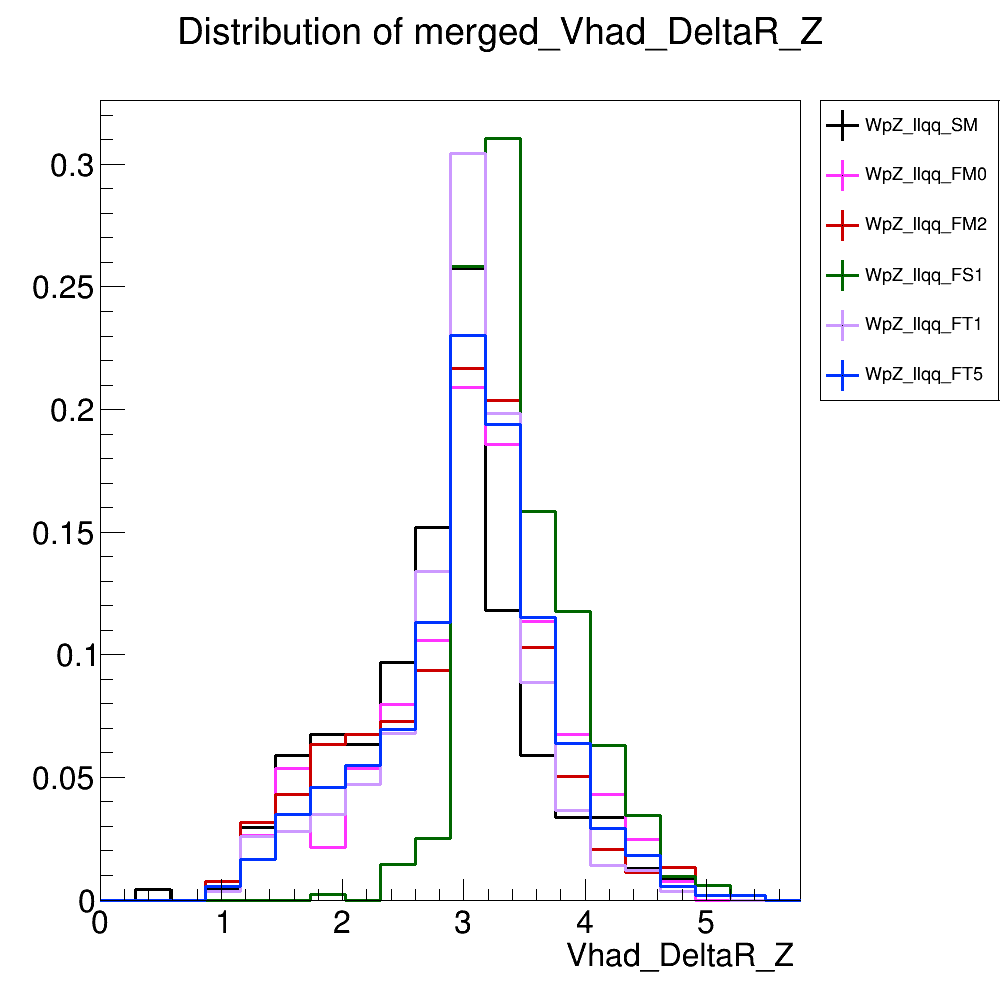 Distribution of merged_Vhad_DeltaR_Z
WpZ_llqq_SM
WpZ_llqq_FM0
WpZ_llqq_FM2
WpZ_llqq_FS1
WpZ_llqq_FT1
WpZ_llqq_FT5
0.3
0.25
0.2
0.15
0.1
0.05
0
0 1 2 3 4 5
Vhad_DeltaR_Z